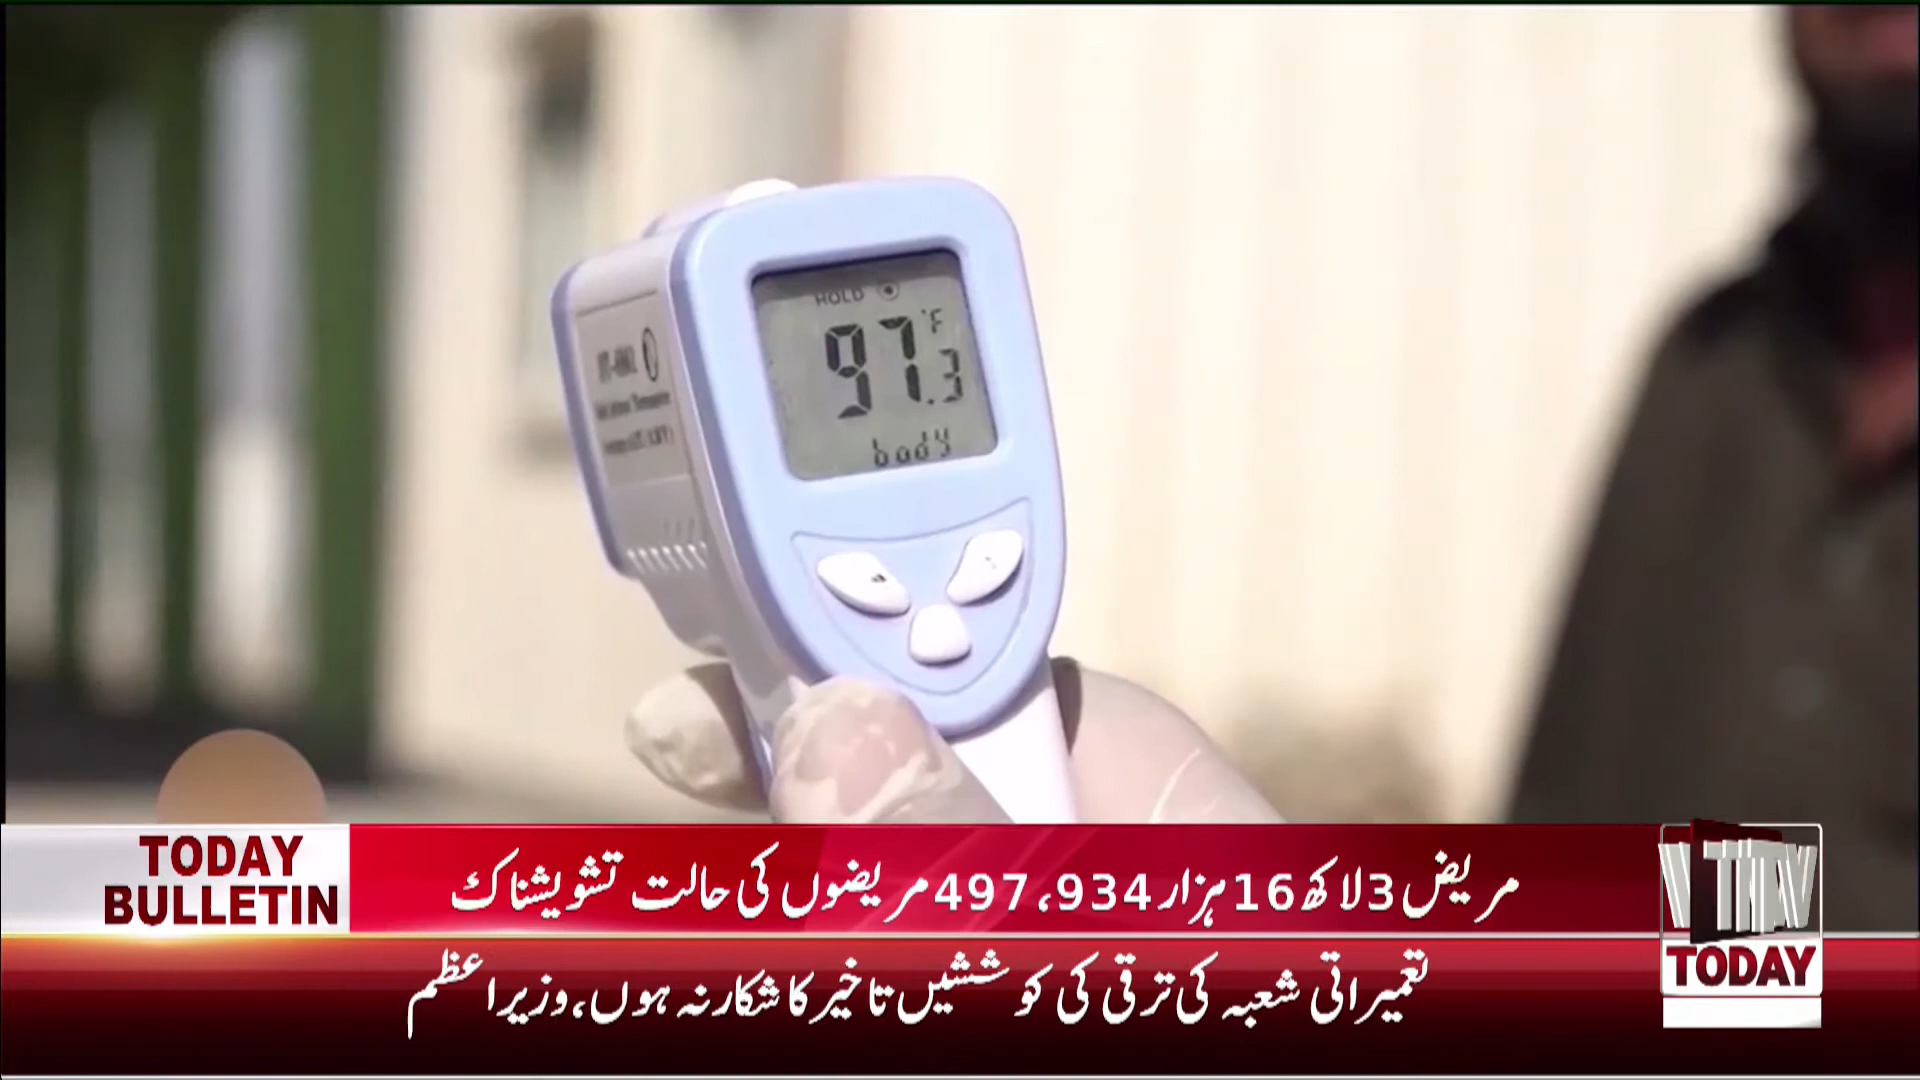 HOLD
97.3 °F
body
TODAY
BULLETIN
مریض 3 لاکھ 16 ہزار 934،497 مریضوں کی حالت تشویشناک
TODAY
تعمیراتی شعبہ کی ترقی کی کوششیں تاخیر کا شکار نہ ہوں، وزیراعظم